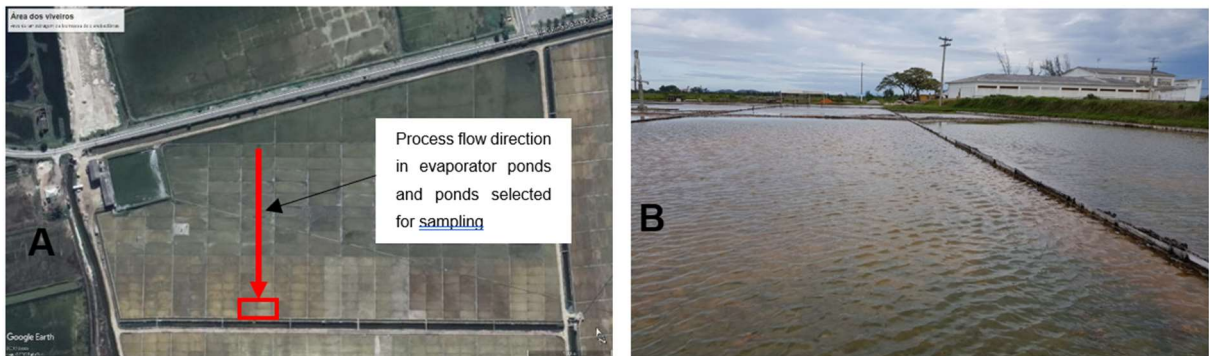 Área dos viveiros
Process flow direction
in evaporator ponds
and ponds selected
for sampling
A
Google Earth
B